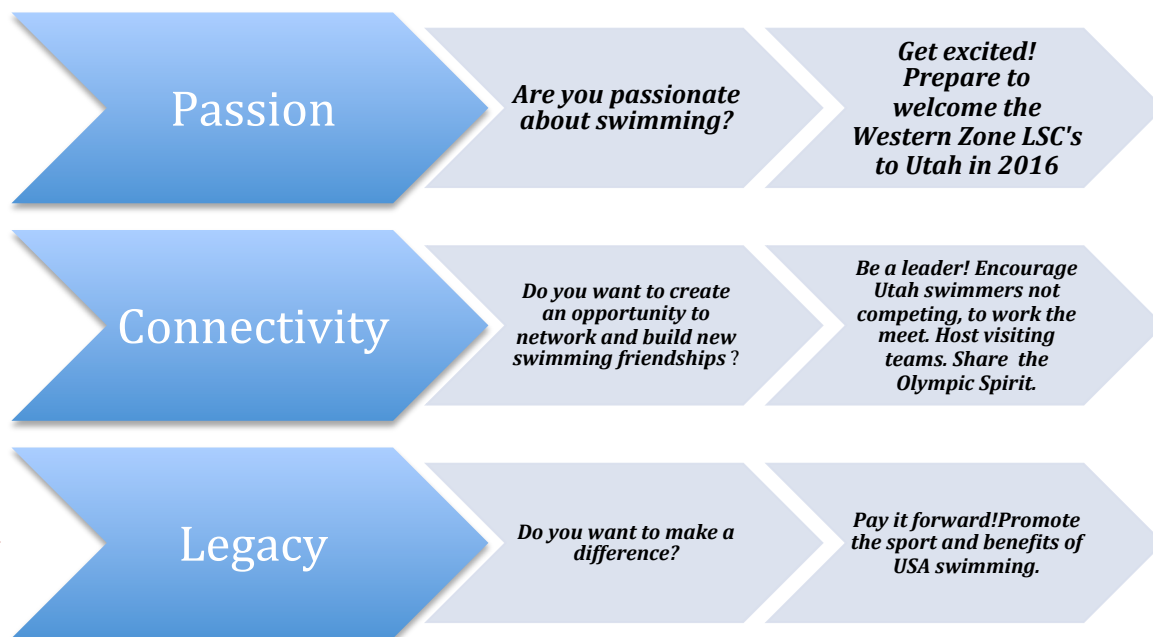 Passion
Are you passionate
about swimming?
Get excited!
Prepare to
welcome the
Western Zone LSC's
to Utah in 2016
Connectivity
Do you want to create
an opportunity to
network and build new
swimming friendships ?
Be a leader! Encourage
Utah swimmers not
competing, to work the
meet. Host visiting
teams. Share the
Olympic Spirit.
Legacy
Do you want to make a
difference?
Pay it forward!Promote
the sport and benefits of
USA swimming.